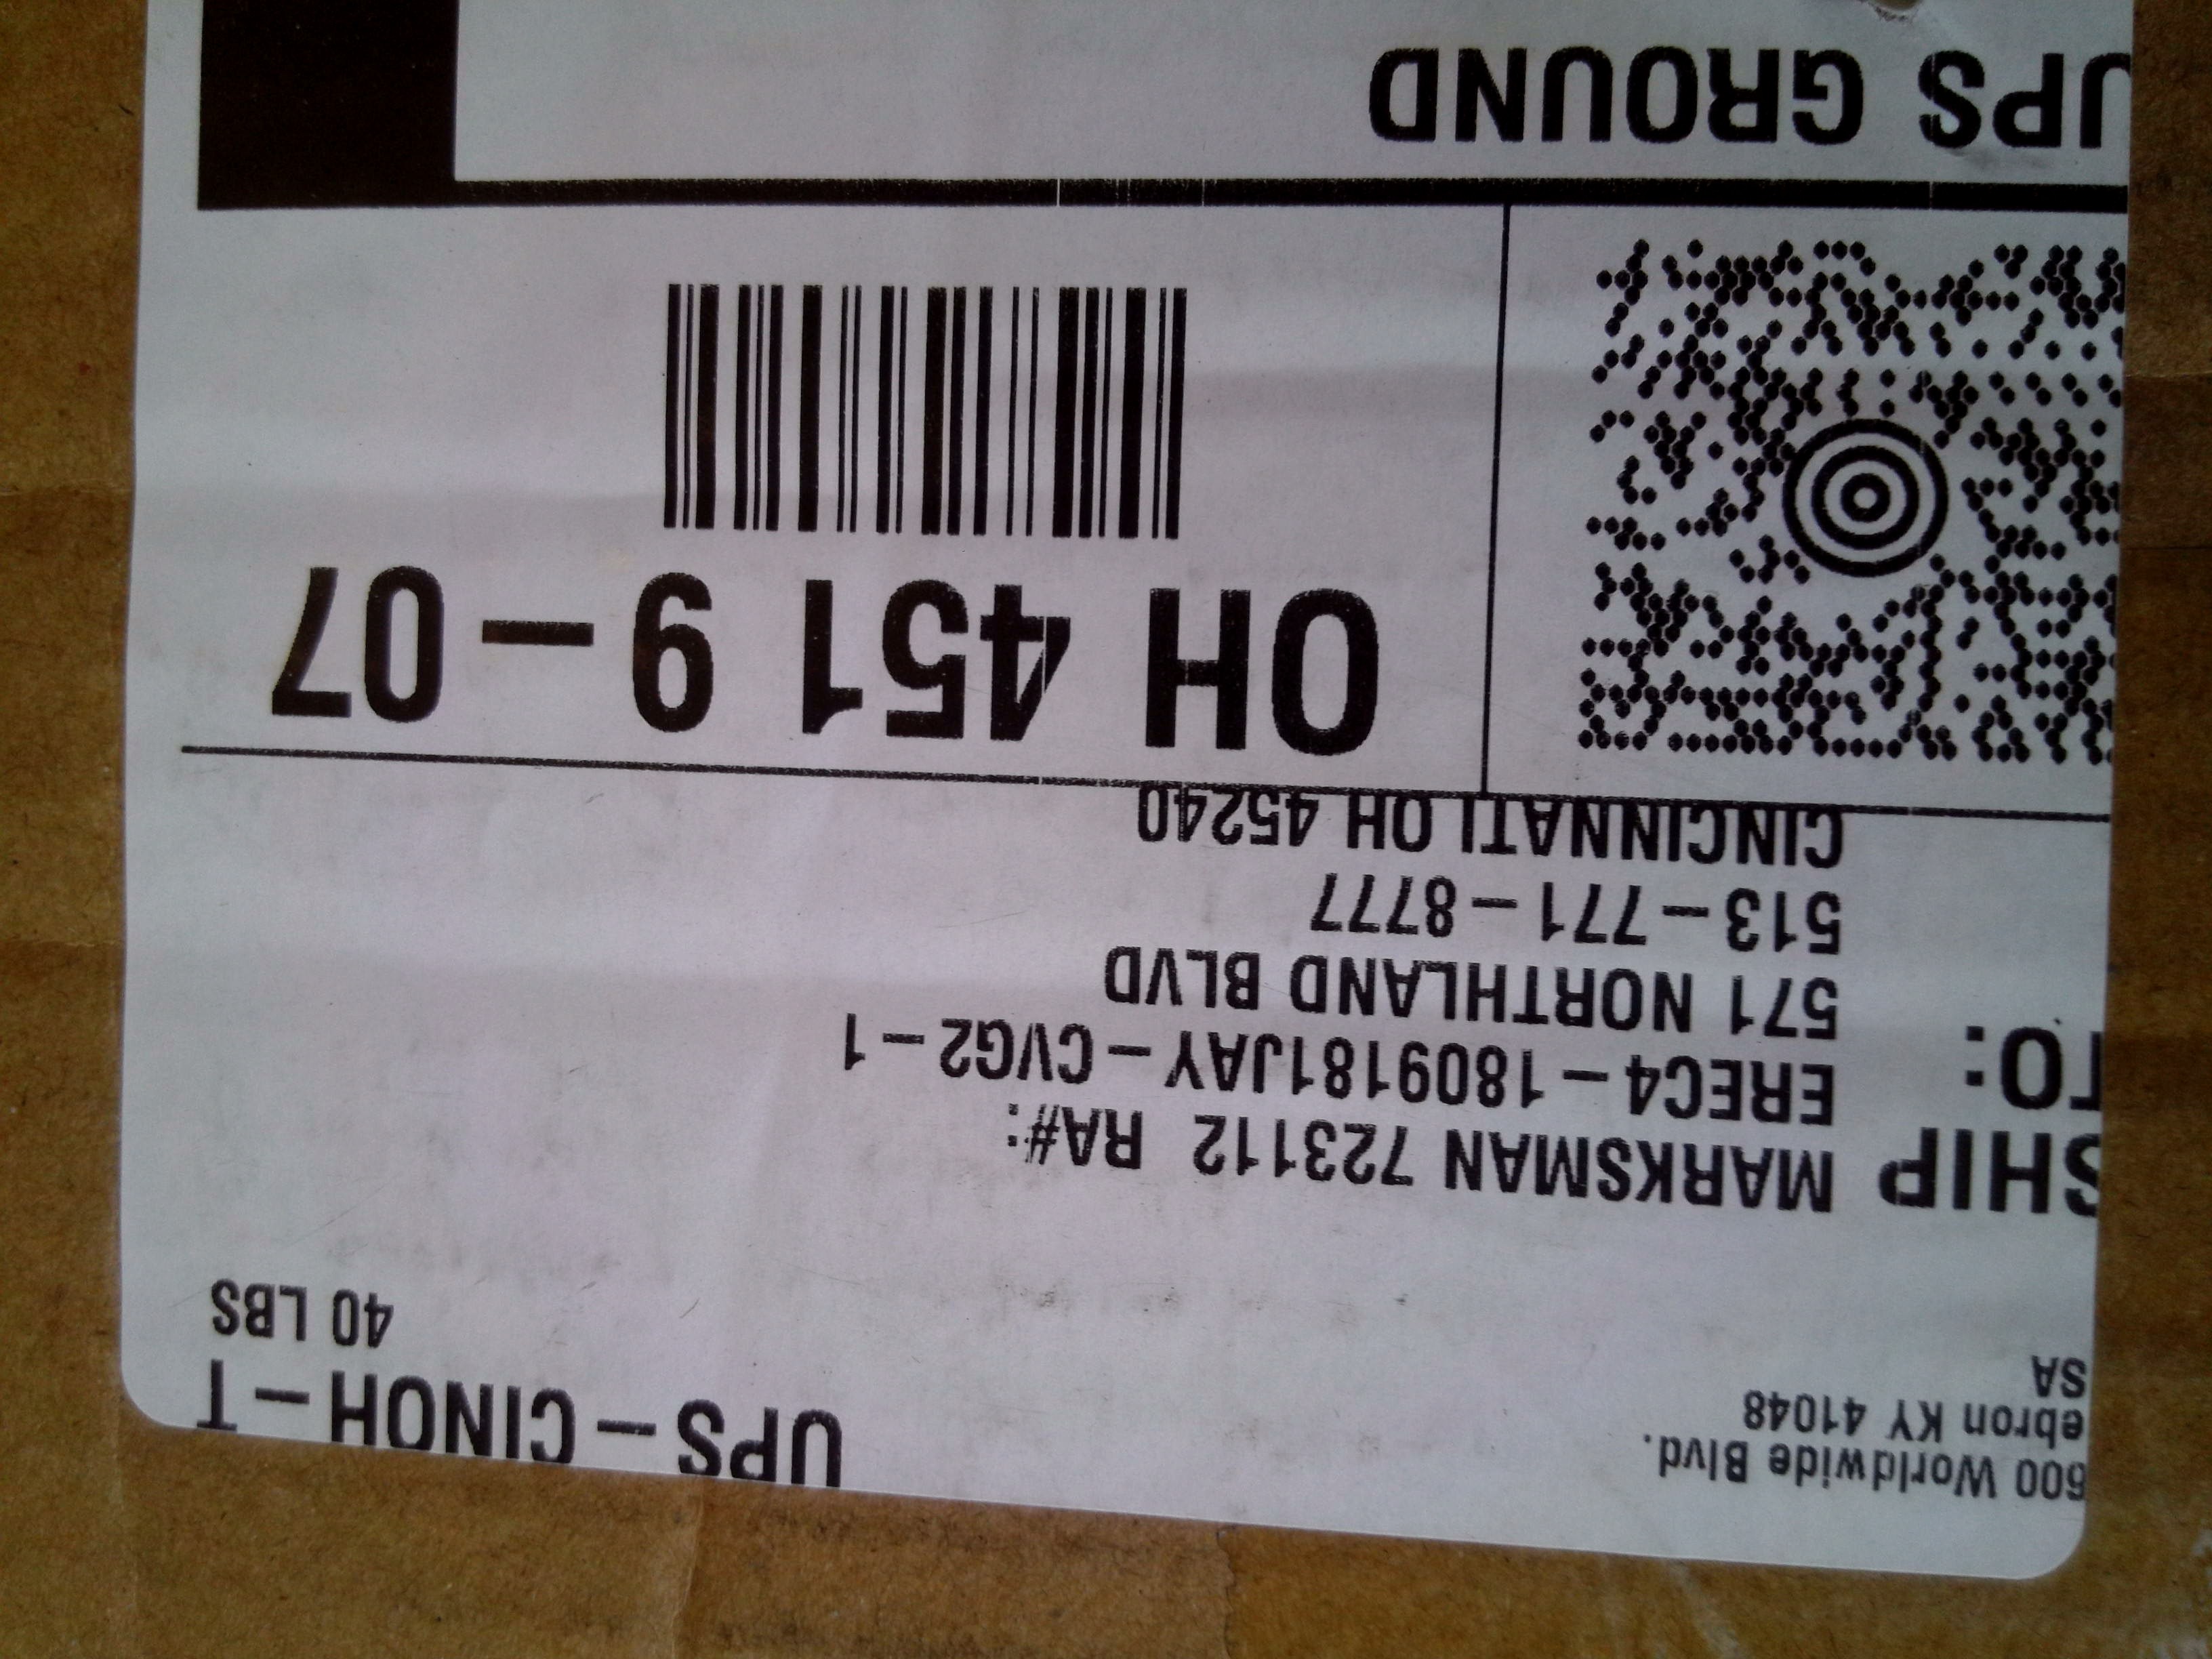 UPS - CINOH - T
600 Worldwide Blvd.
ebron KY 41048
SA
40 LBS
SHIP
TO:
MARKSMAN 723112 RA#:
EREC4 - 1809181JAY - CVG2 - 1
571 NORTHLAND BLVD
513 - 771 - 8777
CINCINNATI OH 45240
OH 451 9 - 07
UPS GROUND